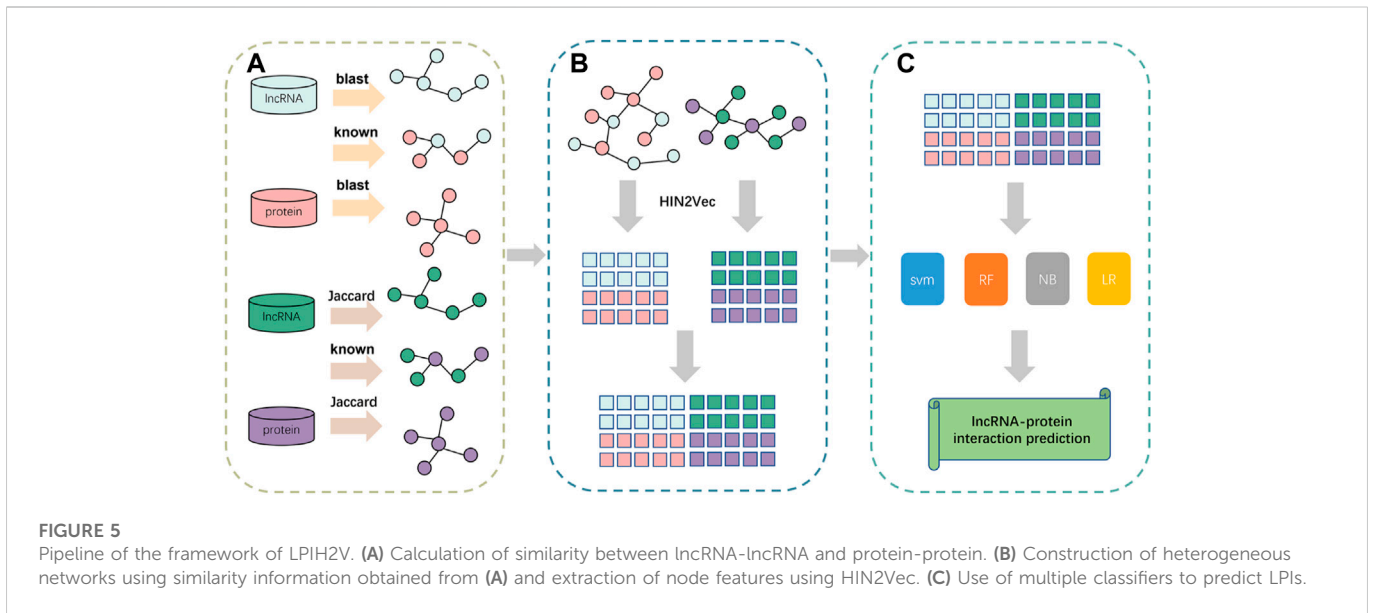 A
blast
lncRNA
known
blast
protein
Jaccard
lncRNA
known
Jaccard
protein
B
HIN2Vec
C
svm
RF
NB
LR
lncRNA-protein
interaction prediction
FIGURE 5
Pipeline of the framework of LPIH2V. (A) Calculation of similarity between lncRNA-lncRNA and protein-protein. (B) Construction of heterogeneous
networks using similarity information obtained from (A) and extraction of node features using HIN2Vec. (C) Use of multiple classifiers to predict LPIs.